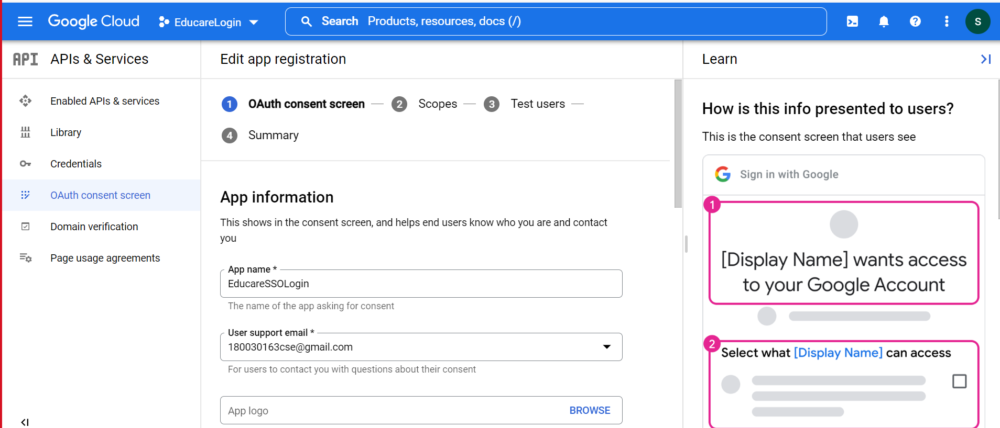 Google Cloud
EducareLogin
Search Products, resources, docs (/)
S
API APIs & Services
Enabled APIs & services
Library
Credentials
OAuth consent screen
Domain verification
Page usage agreements
Edit app registration
1 OAuth consent screen — 2 Scopes — 3 Test users —
4 Summary
App information
This shows in the consent screen, and helps end users know who you are and contact
you
App name *
EducareSSOLogin
The name of the app asking for consent
User support email *
180030163cse@gmail.com
For users to contact you with questions about their consent
App logo BROWSE
Learn
How is this info presented to users?
This is the consent screen that users see
G Sign in with Google
1
[Display Name] wants access
to your Google Account
2
Select what [Display Name] can access